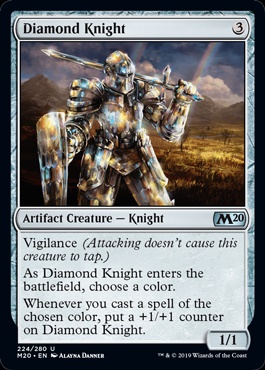 Diamond Knight 3
Artifact Creature — Knight M20
Vigilance (Attacking doesn't cause this
creature to tap.)
As Diamond Knight enters the
battlefield, choose a color.
Whenever you cast a spell of the
chosen color, put a +1/+1 counter
on Diamond Knight.
1/1
224/280 U
M20 • EN ALAYNA DANNER ™ & © 2019 Wizards of the Coast